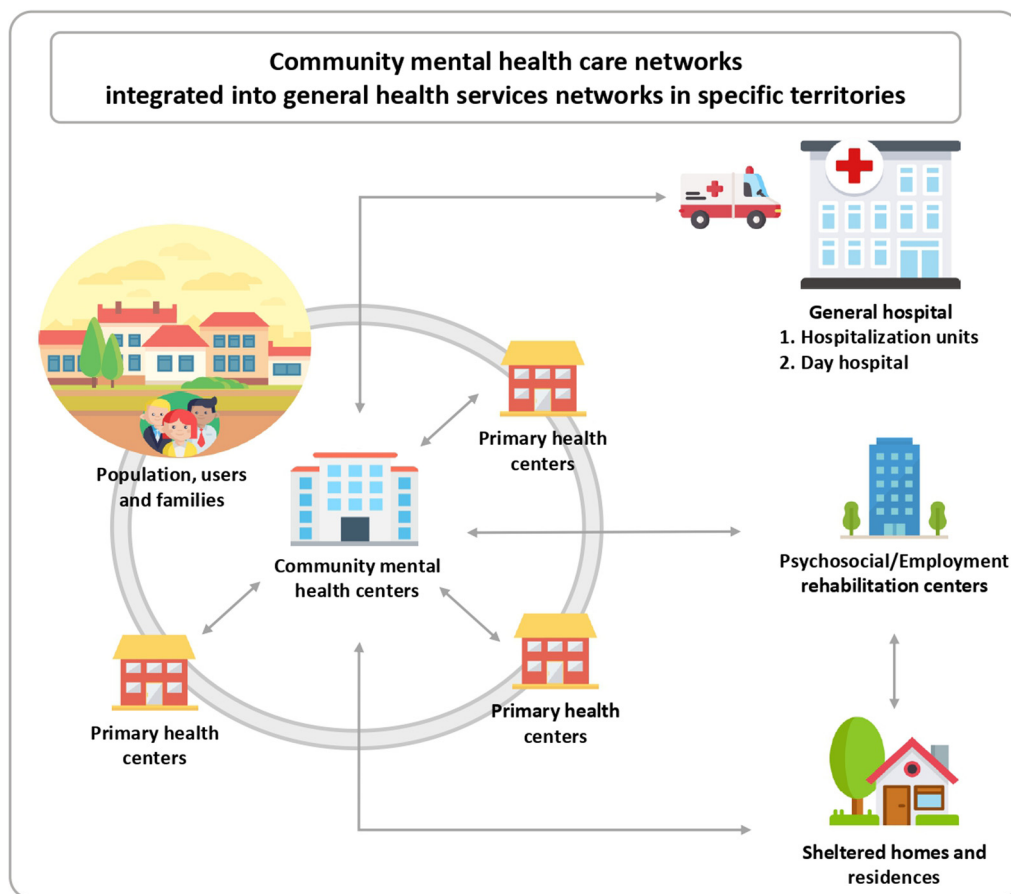 Community mental health care networks
integrated into general health services networks in specific territories
General hospital
1. Hospitalization units
2. Day hospital
Population, users
and families
Primary health
centers
Community mental
health centers
Psychosocial/Employment
rehabilitation centers
Primary health
centers
Primary health
centers
Sheltered homes and
residences